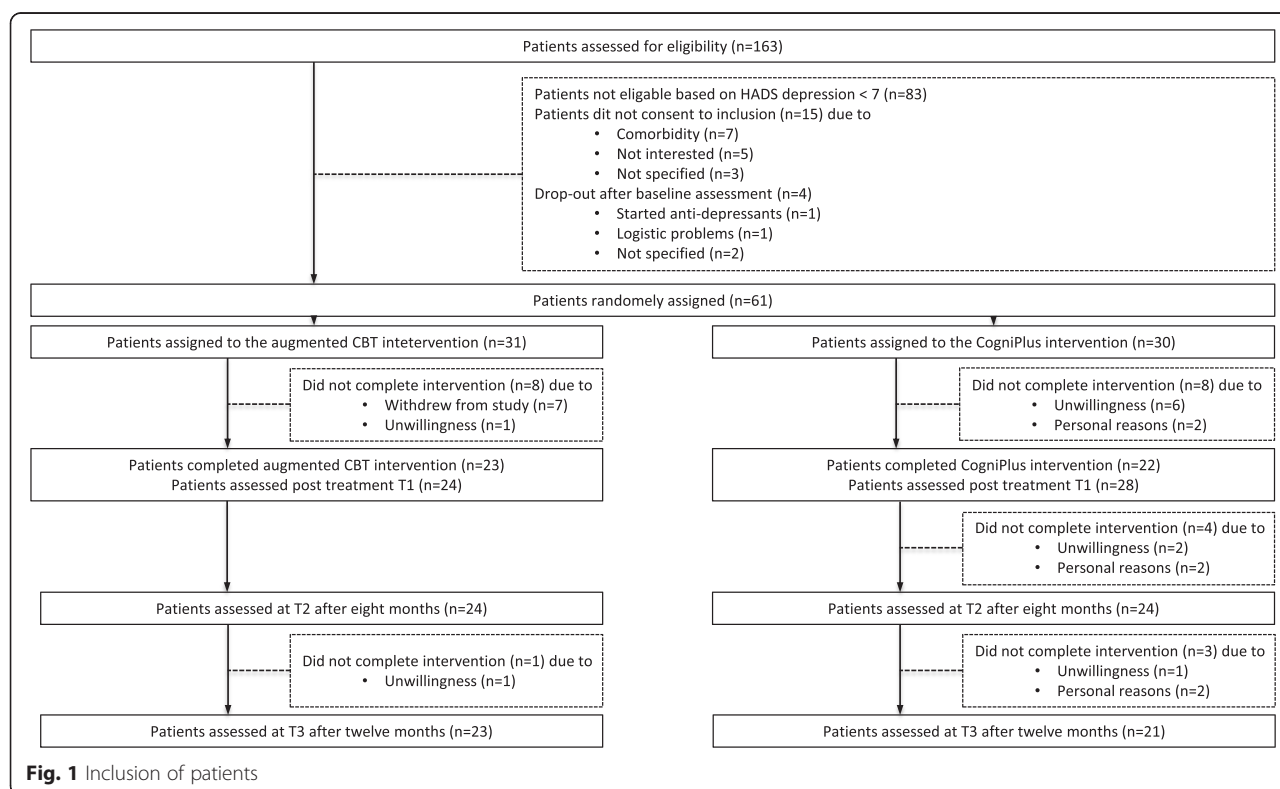 Patients assessed for eligibility (n=163)
Patients not eligable based on HADS depression < 7 (n=83)
Patients dit not consent to inclusion (n=15) due to
• Comorbidity (n=7)
• Not interested (n=5)
• Not specified (n=3)
Drop-out after baseline assessment (n=4)
• Started anti-depressants (n=1)
• Logistic problems (n=1)
• Not specified (n=2)
Patients randomely assigned (n=61)
Patients assigned to the augmented CBT intetervention (n=31)
Patients assigned to the CogniPlus intervention (n=30)
Did not complete intervention (n=8) due to
• Withdrew from study (n=7)
• Unwillingness (n=1)
Did not complete intervention (n=8) due to
• Unwillingness (n=6)
• Personal reasons (n=2)
Patients completed augmented CBT intervention (n=23)
Patients assessed post treatment T1 (n=24)
Patients completed CogniPlus intervention (n=22)
Patients assessed post treatment T1 (n=28)
Did not complete intervention (n=4) due to
• Unwillingness (n=2)
• Personal reasons (n=2)
Patients assessed at T2 after eight months (n=24)
Patients assessed at T2 after eight months (n=24)
Did not complete intervention (n=1) due to
• Unwillingness (n=1)
Did not complete intervention (n=3) due to
• Unwillingness (n=1)
• Personal reasons (n=2)
Patients assessed at T3 after twelve months (n=23)
Patients assessed at T3 after twelve months (n=21)
Fig. 1 Inclusion of patients